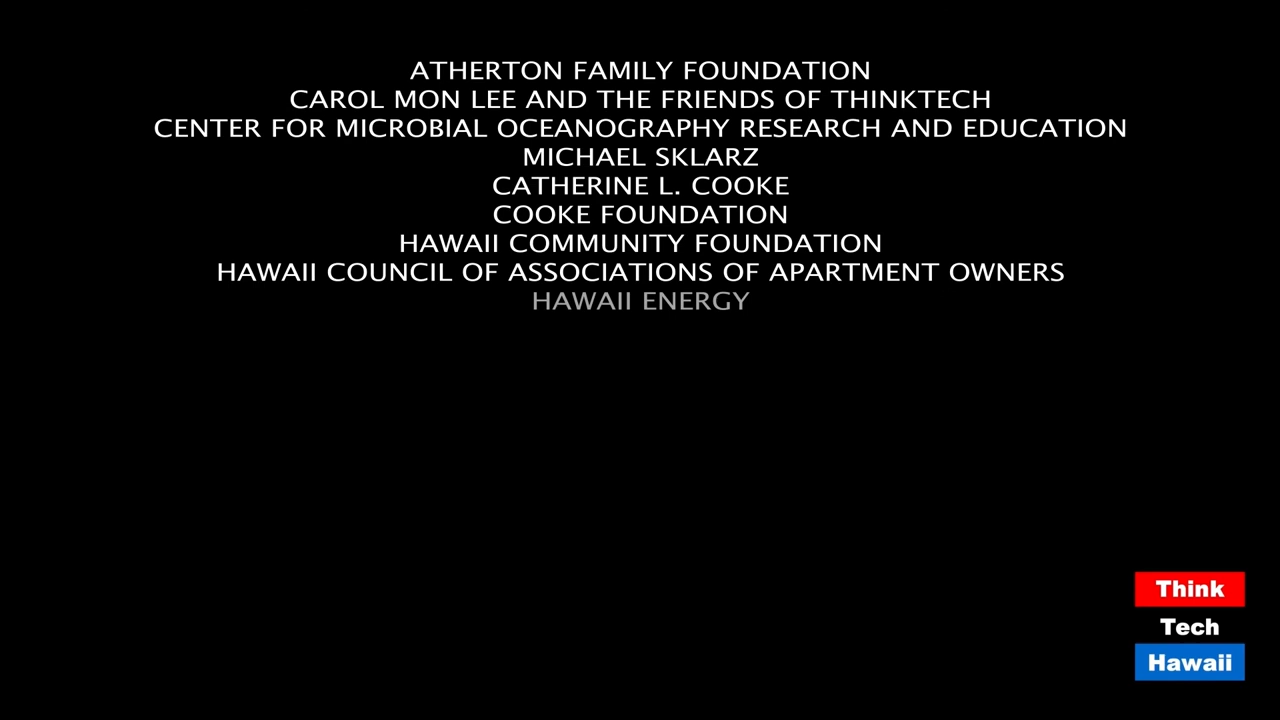 ATHERTON FAMILY FOUNDATION
CAROL MON LEE AND THE FRIENDS OF THINKTECH
CENTER FOR MICROBIAL OCEANOGRAPHY RESEARCH AND EDUCATION
MICHAEL SKLARZ
CATHERINE L. COOKE
COOKE FOUNDATION
HAWAII COMMUNITY FOUNDATION
HAWAII COUNCIL OF ASSOCIATIONS OF APARTMENT OWNERS
HAWAII ENERGY
Think
Tech
Hawaii